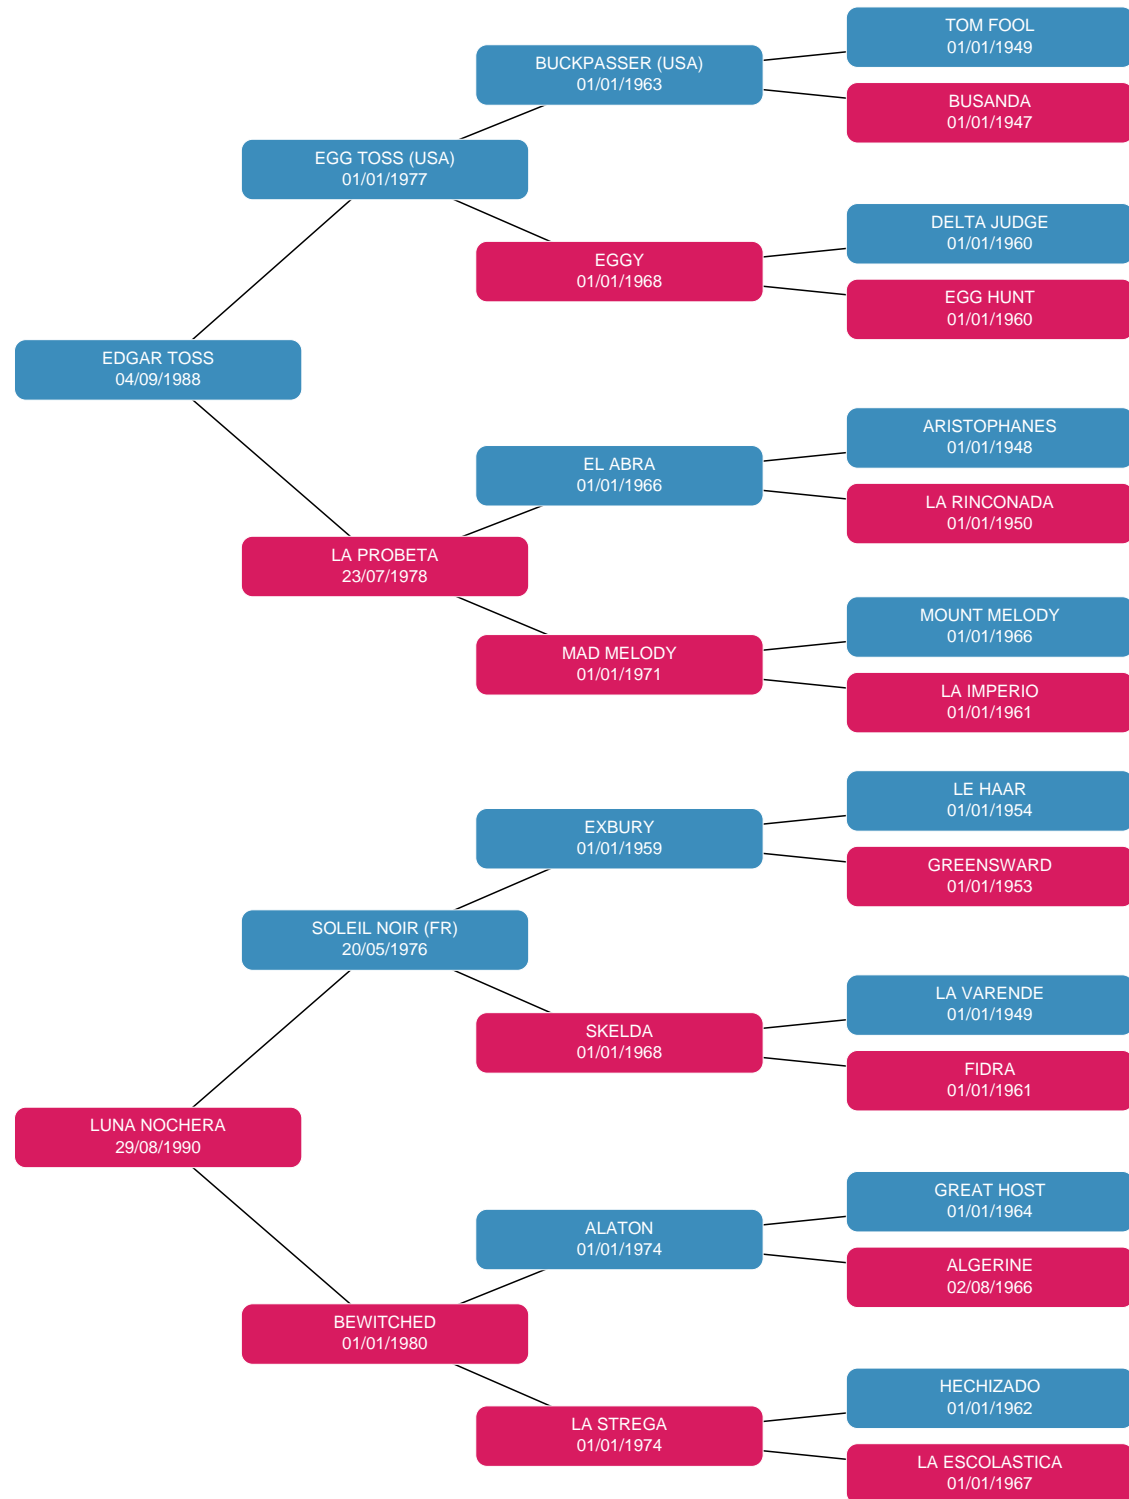 TOM FOOL
01/01/1949
BUCKPASSER (USA)
01/01/1963
BUSANDA
01/01/1947
EGG TOSS (USA)
01/01/1977
DELTA JUDGE
01/01/1960
EGGY
01/01/1968
EGG HUNT
01/01/1960
EDGAR TOSS
04/09/1988
ARISTOPHANES
01/01/1948
EL ABRA
01/01/1966
LA RINCONADA
01/01/1950
LA PROBETA
23/07/1978
MOUNT MELODY
01/01/1966
MAD MELODY
01/01/1971
LA IMPERIO
01/01/1961
LE HAAR
01/01/1954
EXBURY
01/01/1959
GREENSWARD
01/01/1953
SOLEIL NOIR (FR)
20/05/1976
LA VARENDE
01/01/1949
SKELDA
01/01/1968
FIDRA
01/01/1961
LUNA NOCHERA
29/08/1990
GREAT HOST
01/01/1964
ALATON
01/01/1974
ALGERINE
02/08/1966
BEWITCHED
01/01/1980
HECHIZADO
01/01/1962
LA STREGA
01/01/1974
LA ESCOLASTICA
01/01/1967